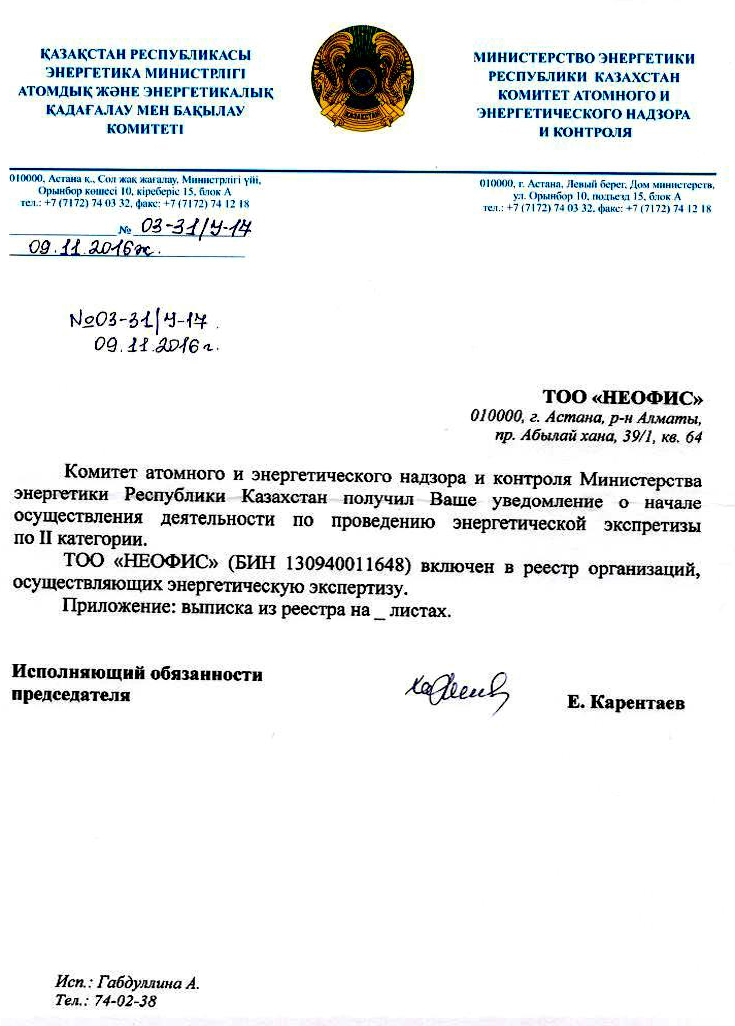 ҚАЗАҚСТАН РЕСПУБЛИКАСЫ
ЭНЕРГЕТИКА МИНИСТРЛІГІ
АТОМДЫҚ ЖӘНЕ ЭНЕРГЕТИКАЛЫҚ
ҚАДАҒАЛАУ МЕН БАҚЫЛАУ
КОМИТЕТІ
ҚАЗАҚСТАН
МИНИСТЕРСТВО ЭНЕРГЕТИКИ
РЕСПУБЛИКИ КАЗАХСТАН
КОМИТЕТ АТОМНОГО И
ЭНЕРГЕТИЧЕСКОГО НАДЗОРА
И КОНТРОЛЯ
010000, Астана қ., Сол жақ жағалау, Министрлігі үйі,
Орынбор көшесі 10, кіреберіс 15, блок А
тел.: +7 (7172) 74 03 32, факс: +7 (7172) 74 12 18
010000, г. Астана, Левый берег, Дом министерств,
ул. Орынбор 10, подъезд 15, блок А
тел.: +7 (7172) 74 03 32, факс: +7 (7172) 74 12 18
№ 03-31/У-17
09.11.2016ж.
№03-31/У-17.
09.11.2016г.
ТОО «НЕОФИС»
010000, г. Астана, р-н Алматы,
пр. Абылай хана, 39/1, кв. 64
Комитет атомного и энергетического надзора и контроля Министерства
энергетики Республики Казахстан получил Ваше уведомление о начале
осуществления деятельности по проведению энергетической экспретизы
по II категории.
ТОО «НЕОФИС» (БИН 130940011648) включен в реестр организаций,
осуществляющих энергетическую экспертизу.
Приложение: выписка из реестра на _ листах.
Исполняющий обязанности
председателя
Е. Карентаев
Исп.: Габдуллина А.
Тел.: 74-02-38